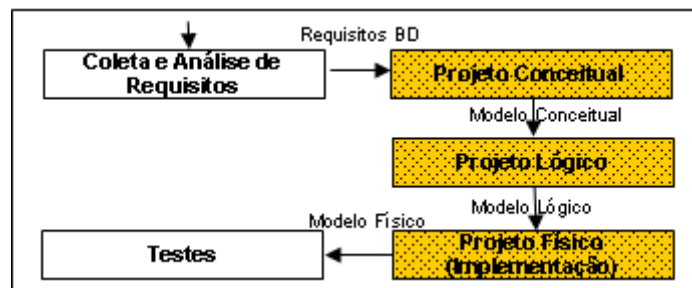 Requisitos BD
Coleta e Análise de
Requisitos
Projeto Conceitual
Modelo Conceitual
Projeto Lógico
Modelo Lógico
Modelo Físico
Testes
Projeto Físico
(Implementação)